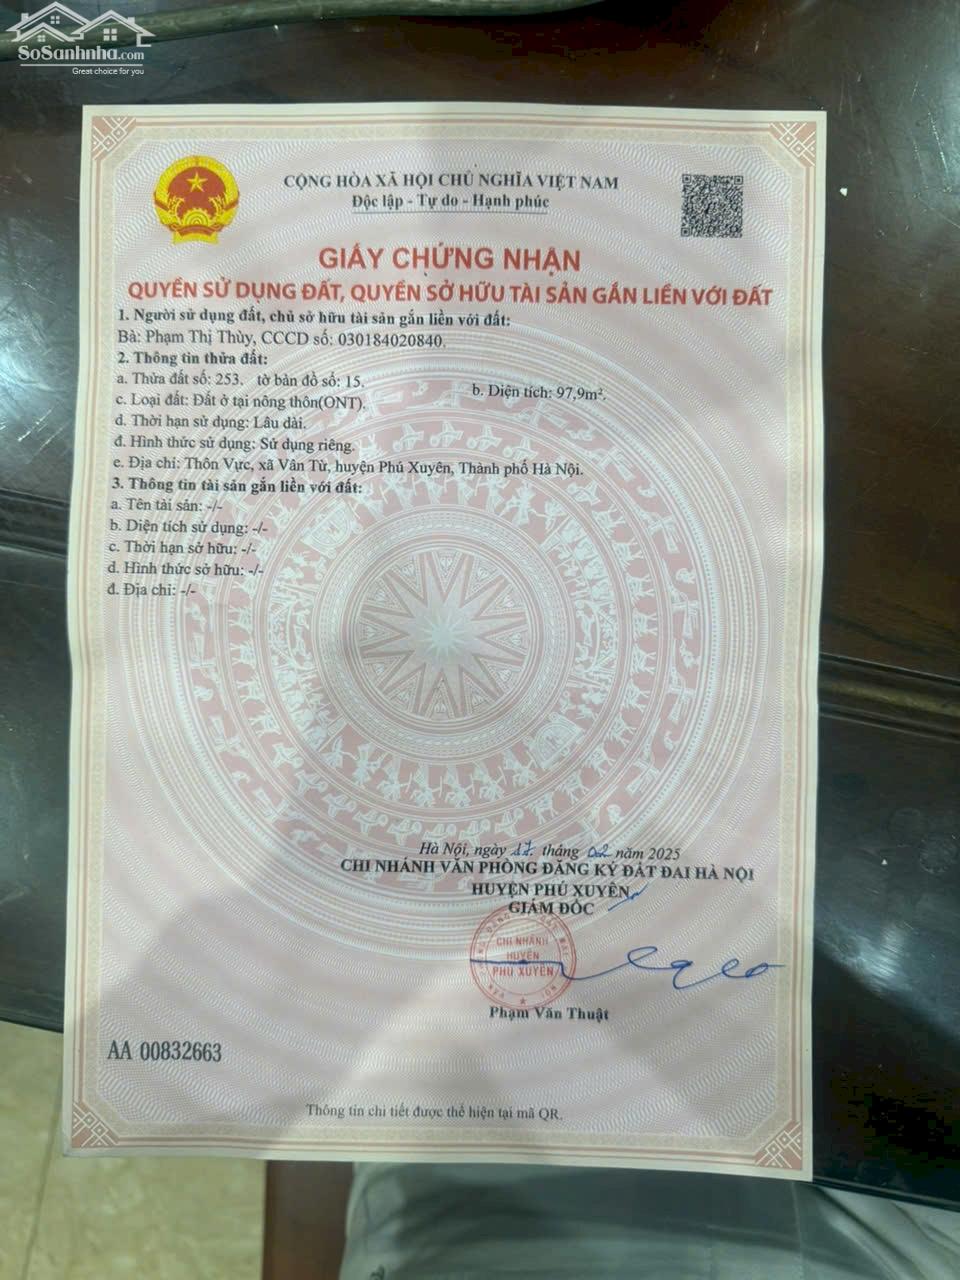 SoSanhnha.com
Great choice for you
CỘNG HÒA XÃ HỘI CHỦ NGHĨA VIỆT NAM
Độc lập - Tự do - Hạnh phúc
GIẤY CHỨNG NHẬN
QUYỀN SỬ DỤNG ĐẤT, QUYỀN SỞ HỮU TÀI SẢN GẮN LIỀN VỚI ĐẤT
1. Người sử dụng đất, chủ sở hữu tài sản gắn liền với đất:
Bà: Phạm Thị Thùy, CCCD số: 030184020840.
2. Thông tin thửa đất:
a. Thửa đất số: 253. tờ bản đồ số: 15. b. Diện tích: 97,9m².
c. Loại đất: Đất ở tại nông thôn(ONT).
d. Thời hạn sử dụng: Lâu dài.
đ. Hình thức sử dụng: Sử dụng riêng.
e. Địa chỉ: Thôn Vực, xã Vân Từ, huyện Phú Xuyên, Thành phố Hà Nội.
3. Thông tin tài sản gắn liền với đất:
a. Tên tài sản: -/-
b. Diện tích sử dụng: -/-
c. Thời hạn sở hữu: -/-
d. Hình thức sở hữu: -/-
đ. Địa chỉ: -/-
Hà Nội, ngày 17 tháng 02 năm 2025
CHI NHÁNH VĂN PHÒNG ĐĂNG KÝ ĐẤT ĐAI HÀ NỘI
HUYỆN PHÚ XUYÊN
GIÁM ĐỐC
CHI NHÁNH
HUYỆN
PHÚ XUYÊN
Phạm Văn Thuật
AA 00832663
Thông tin chi tiết được thể hiện tại mã QR.